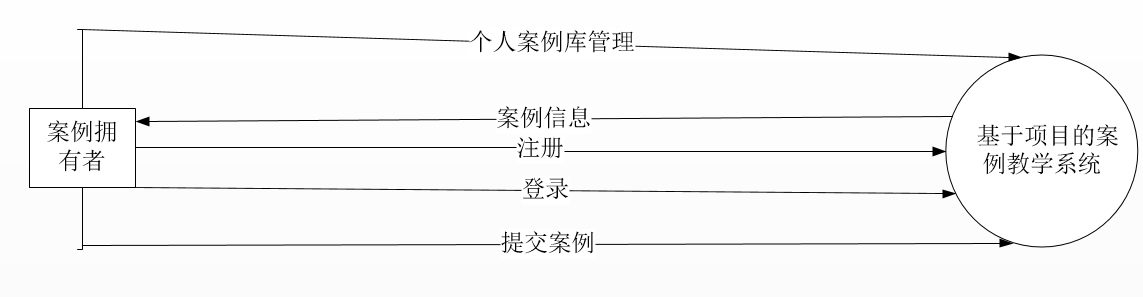 个人案例库管理
案例信息
案例拥
有者
注册
基于项目的案
例教学系统
登录
提交案例